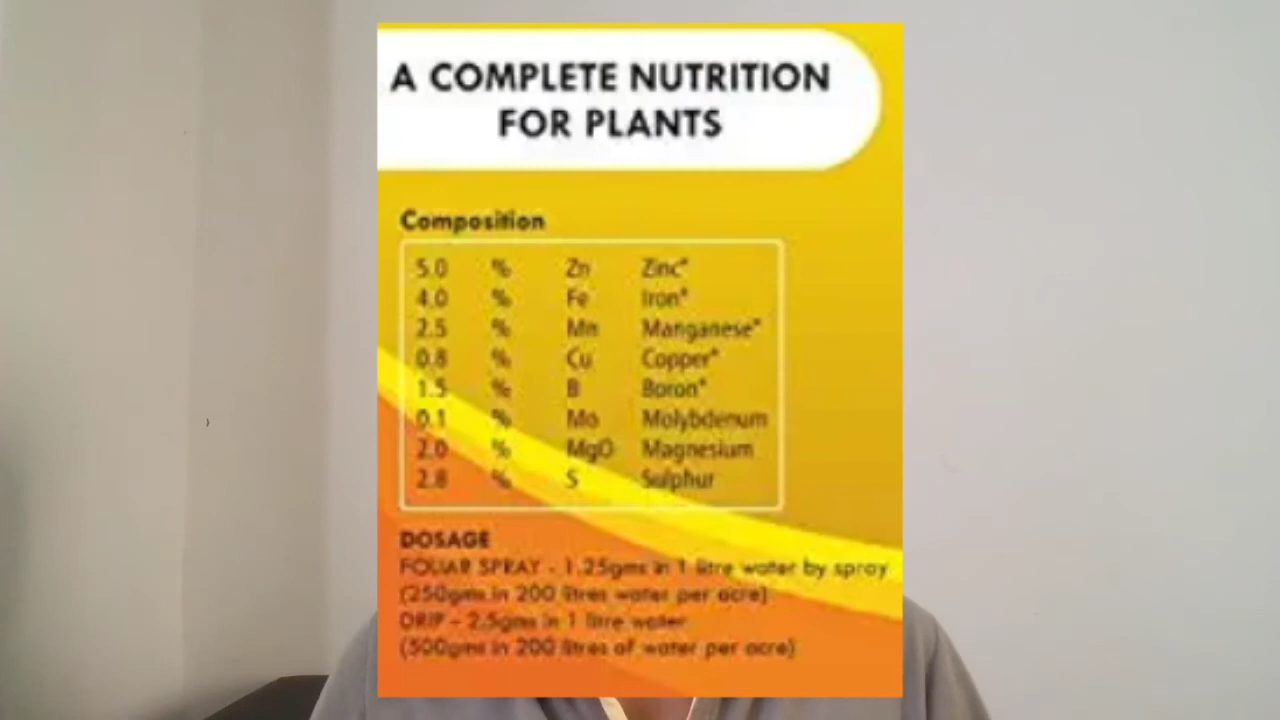 A COMPLETE NUTRITION
FOR PLANTS
Composition
5.0 % Zn Zinc*
4.0 % Fe Iron*
2.5 % Mn Manganese*
0.8 % Cu Copper*
1.5 % B Boron*
0.1 % Mo Molybdenum
2.0 % MgO Magnesium
2.8 % S Sulphur
DOSAGE
FOLIAR SPRAY - 1.25gms in 1 litre water by spray
(250gms in 200 litres water per acre)
DRIP - 2.5gms in 1 litre water
(500gms in 200 litres of water per acre)